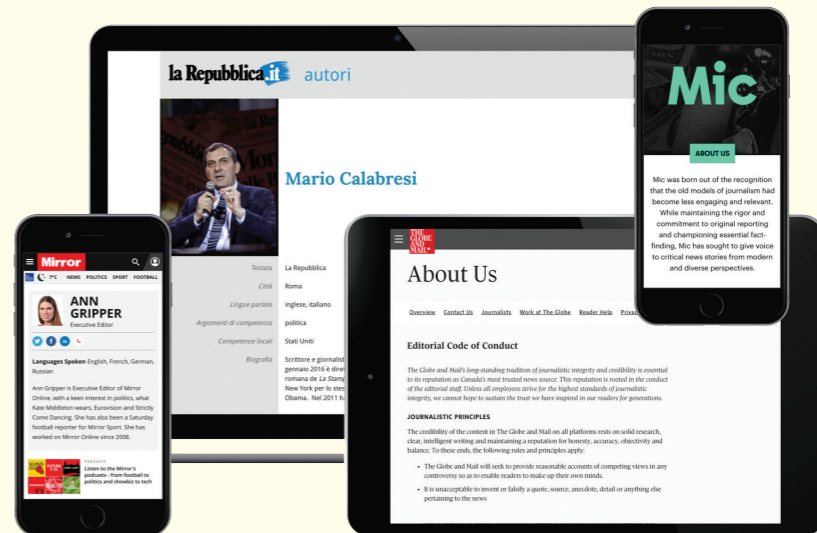 la Repubblica.it autori
Mario Calabresi
Testata La Repubblica
Città Roma
Lingue parlate inglese, italiano
Argomenti di competenza politica
Competenze locali Stati Uniti
Biografia Scrittore e giornalist
gennaio 2016 è diret
romana de La Stamp
New York per lo stes
Obama. Nel 2011 h
Mic
ABOUT US
Mic was born out of the recognition
that the old models of journalism had
become less engaging and relevant.
While maintaining the rigor and
commitment to original reporting
and championing essential fact-
finding, Mic has sought to give voice
to critical news stories from modern
and diverse perspectives.
Mirror
7°C NEWS POLITICS SPORT FOOTBALL
ANN
GRIPPER
Executive Editor
Languages Spoken English, French, German,
Russian
Ann Gripper is Executive Editor of Mirror
Online, with a keen interest in politics, what
Kate Middleton wears, Eurovision and Strictly
Come Dancing. She has also been a Saturday
football reporter for Mirror Sport. She has
worked on Mirror Online since 2008.
PODCASTS
Listen to the Mirror's
podcasts - from football to
politics and showbiz to tech
THE
GLOBE
AND
MAIL
About Us
Overview Contact Us Journalists Work at The Globe Reader Help Privac
Editorial Code of Conduct
The Globe and Mail's long-standing tradition of journalistic integrity and credibility is essential
to its reputation as Canada's most trusted news source. This reputation is rooted in the conduct
of the editorial staff. Unless all employees strive for the highest standards of journalistic
integrity, we cannot hope to sustain the trust we have inspired in our readers for generations.
JOURNALISTIC PRINCIPLES
The credibility of the content in The Globe and Mail on all platforms rests on solid research,
clear, intelligent writing and maintaining a reputation for honesty, accuracy, objectivity and
balance. To these ends, the following rules and principles apply:
• The Globe and Mail will seek to provide reasonable accounts of competing views in any
controversy so as to enable readers to make up their own minds.
• It is unacceptable to invent or falsify a quote, source, anecdote, detail or anything else
pertaining to the news